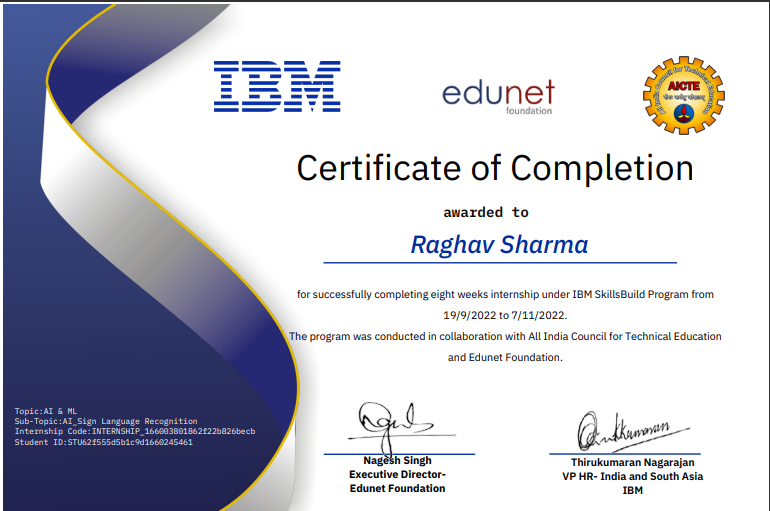 IBM
edunet
foundation
All India Council for Technical Education
AICTE
Certificate of Completion
awarded to
Raghav Sharma
for successfully completing eight weeks internship under IBM SkillsBuild Program from
19/9/2022 to 7/11/2022.
The program was conducted in collaboration with All India Council for Technical Education
and Edunet Foundation.
Topic:AI & ML
Sub-Topic:AI_Sign Language Recognition
Internship Code:INTERNSHIP_166003801862f22b826becb
Student ID:STU62f555d5b1c9d1660245461
Nagesh Singh
Executive Director-
Edunet Foundation
Thirukumaran Nagarajan
VP HR- India and South Asia
IBM